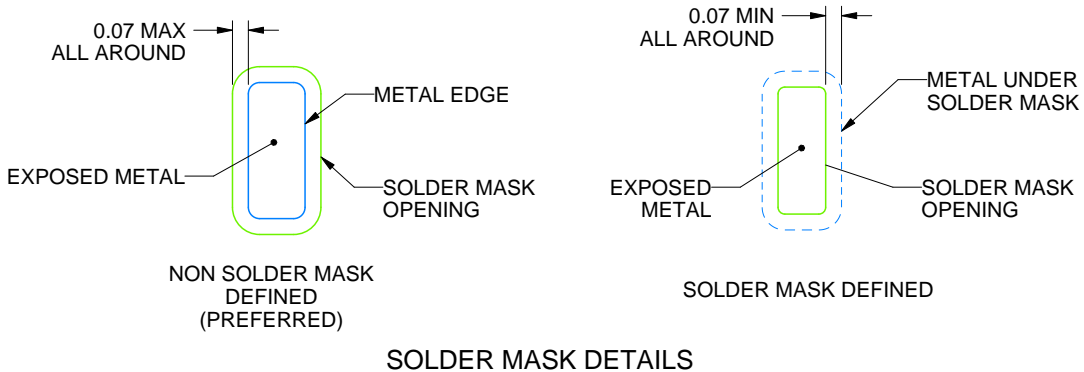 0.07 MAX
ALL AROUND
METAL EDGE
EXPOSED METAL
SOLDER MASK
OPENING
NON SOLDER MASK
DEFINED
(PREFERRED)
0.07 MIN
ALL AROUND
METAL UNDER
SOLDER MASK
EXPOSED
METAL
SOLDER MASK
OPENING
SOLDER MASK DEFINED
SOLDER MASK DETAILS